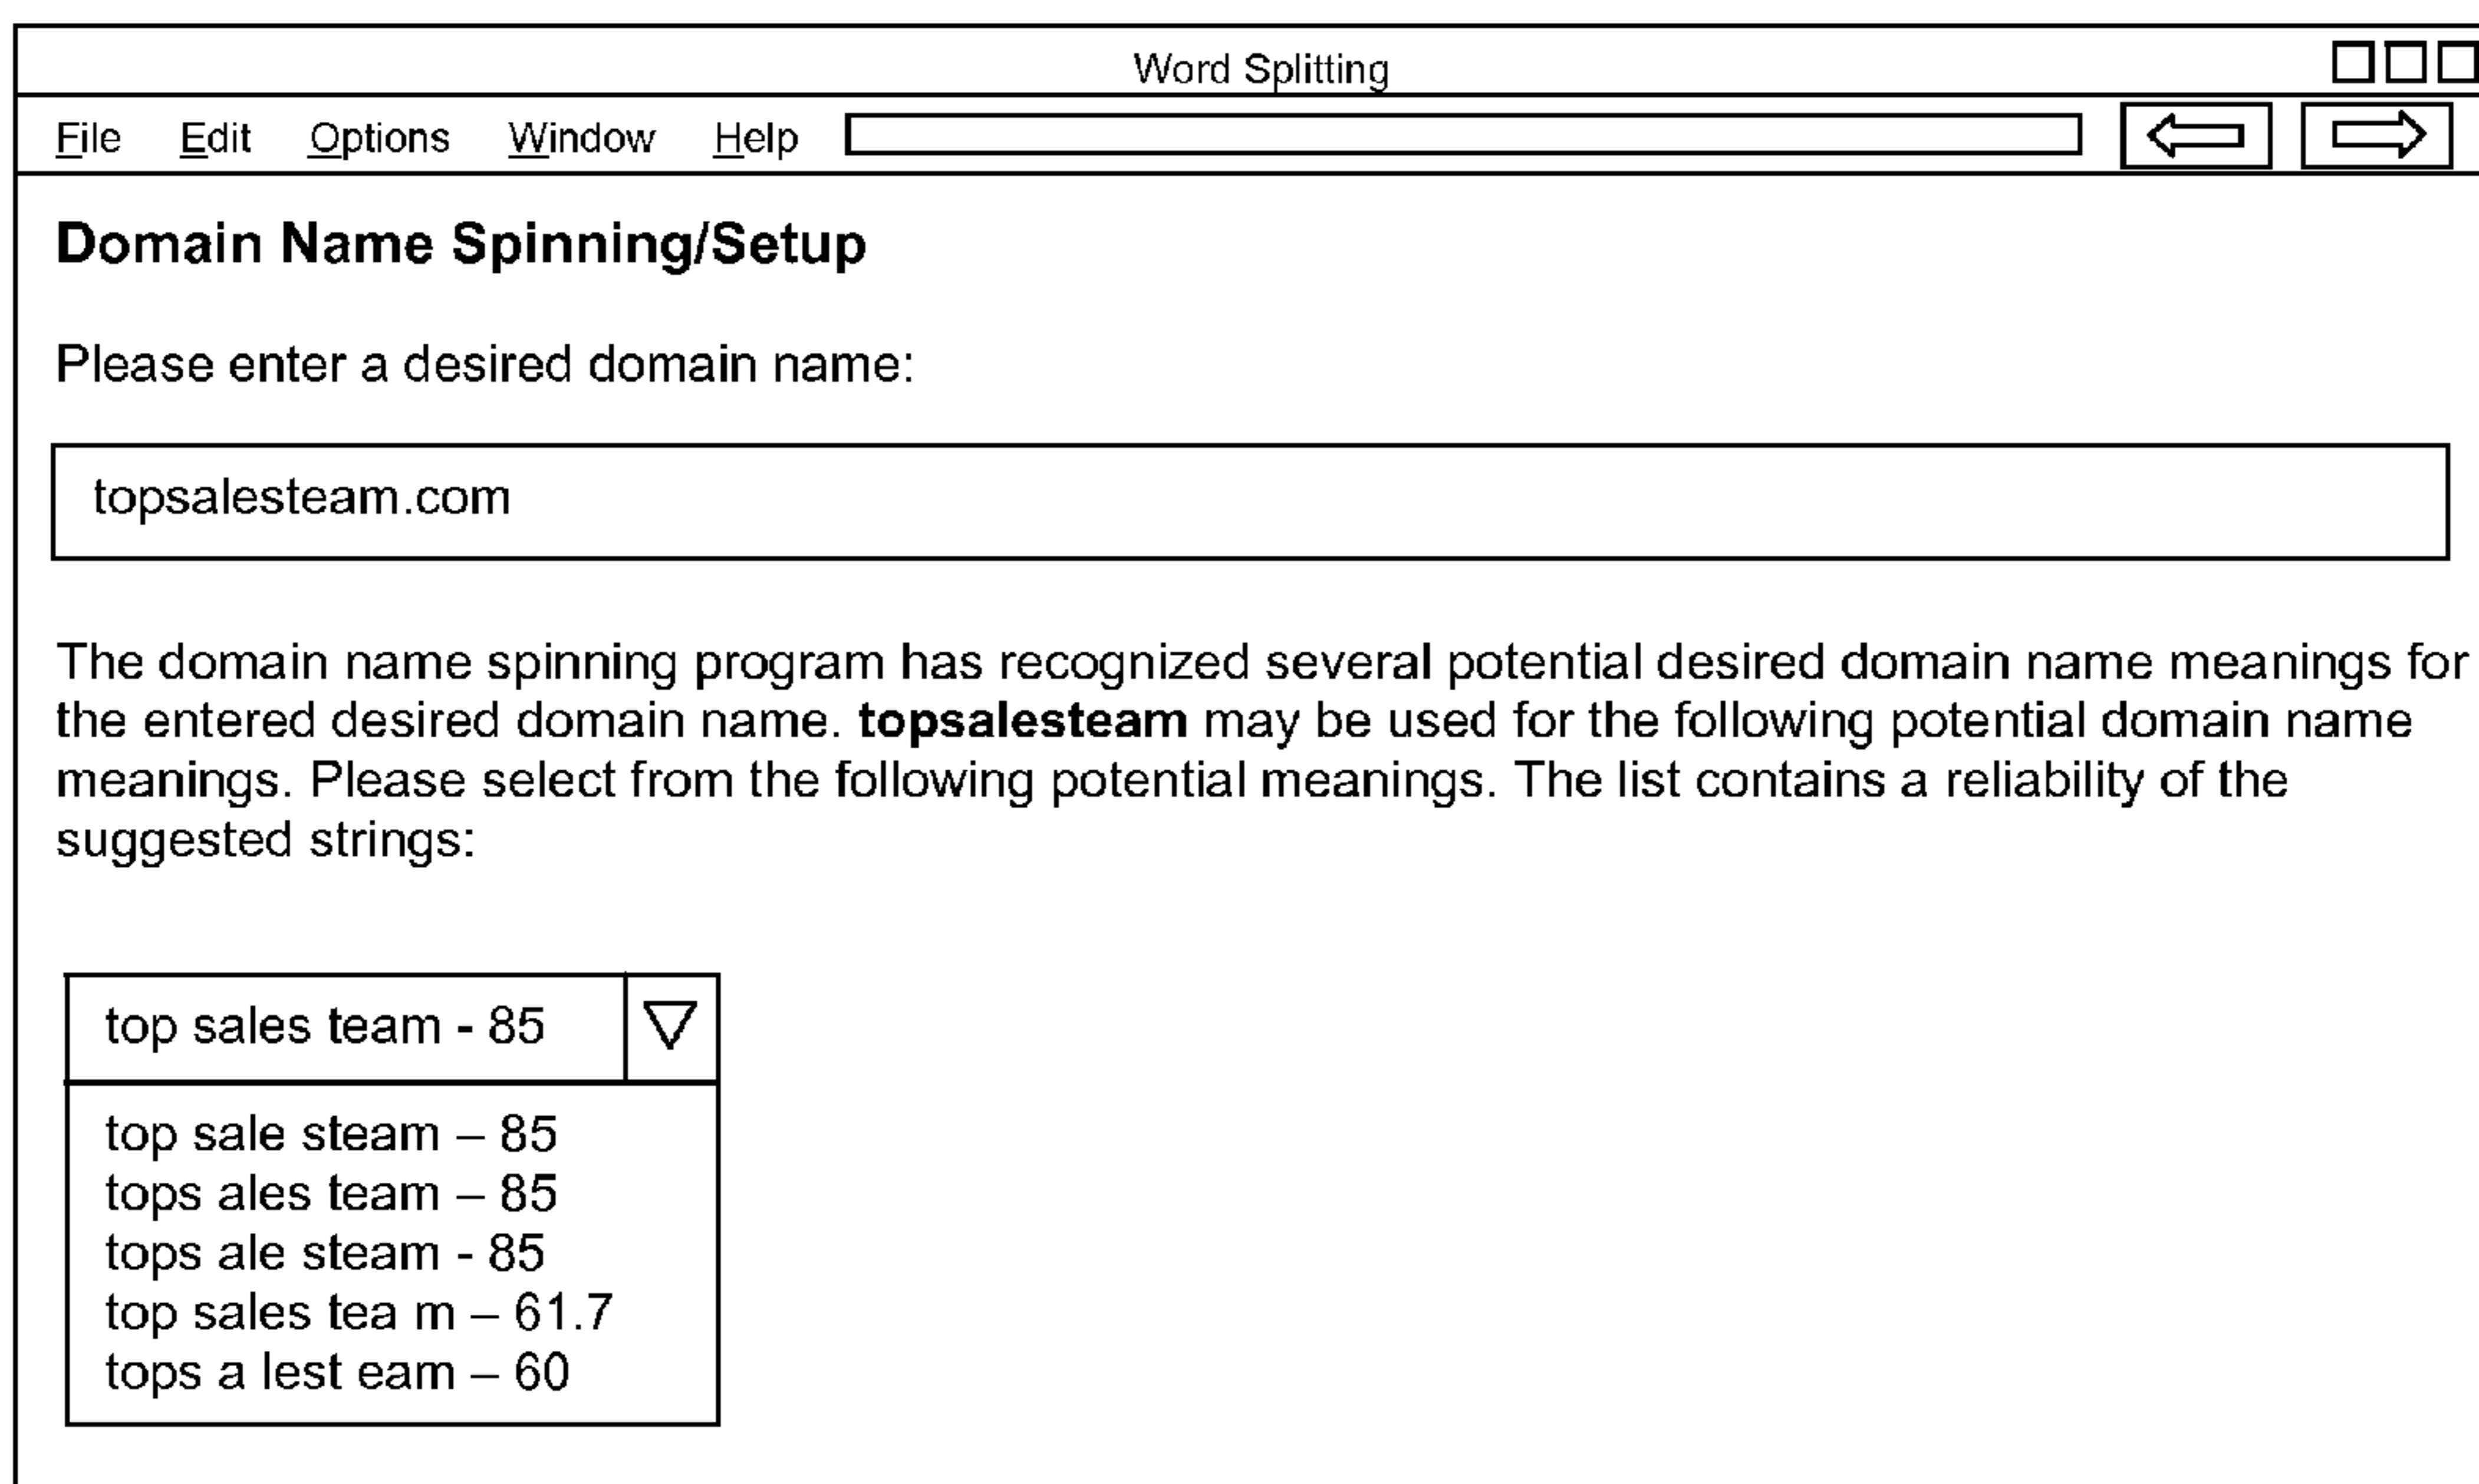 Word Splitting
File Edit Options Window Help
Domain Name Spinning/Setup
Please enter a desired domain name:
topsalesteam.com
The domain name spinning program has recognized several potential desired domain name meanings for
the entered desired domain name. topsalesteam may be used for the following potential domain name
meanings. Please select from the following potential meanings. The list contains a reliability of the
suggested strings:
top sales team - 85
top sale steam – 85
tops ales team – 85
tops ale steam - 85
top sales tea m – 61.7
tops a lest eam – 60